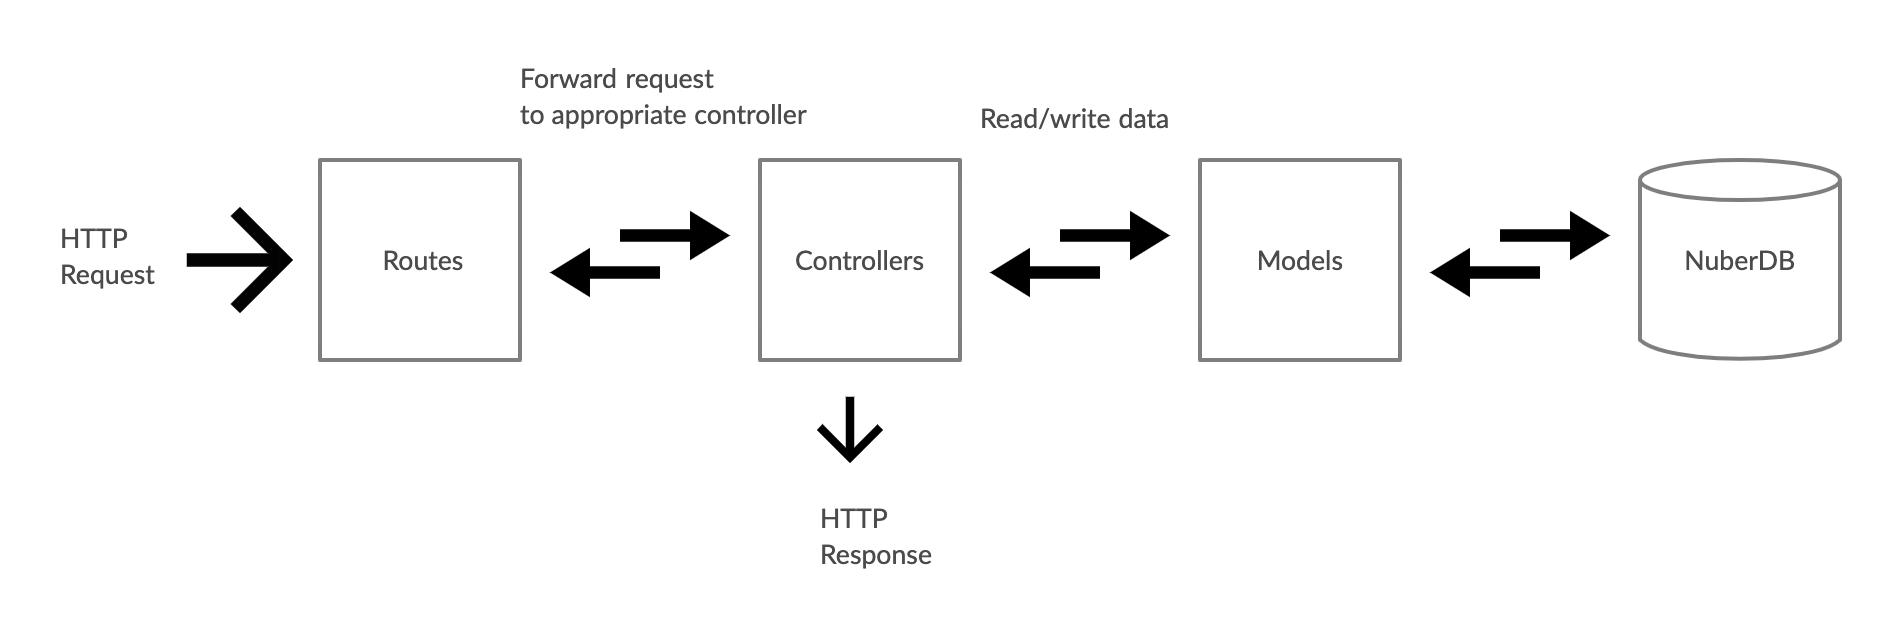 Forward request
to appropriate controller
Read/write data
HTTP
Request
Routes
Controllers
Models
NuberDB
HTTP
Response